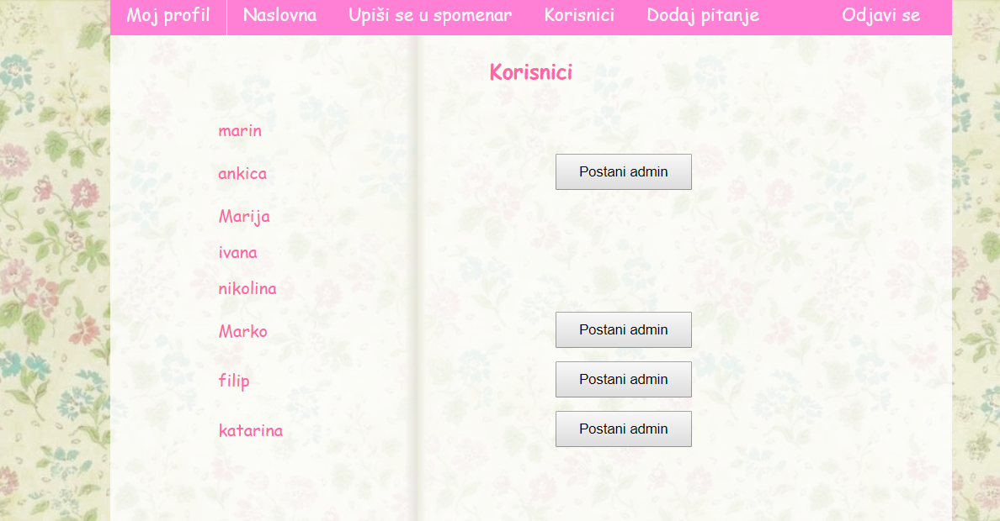 Moj profil Naslovna Upiši se u spomenar Korisnici Dodaj pitanje Odjavi se
Korisnici
marin
ankica Postani admin
Marija
ivana
nikolina
Marko Postani admin
filip Postani admin
katarina Postani admin